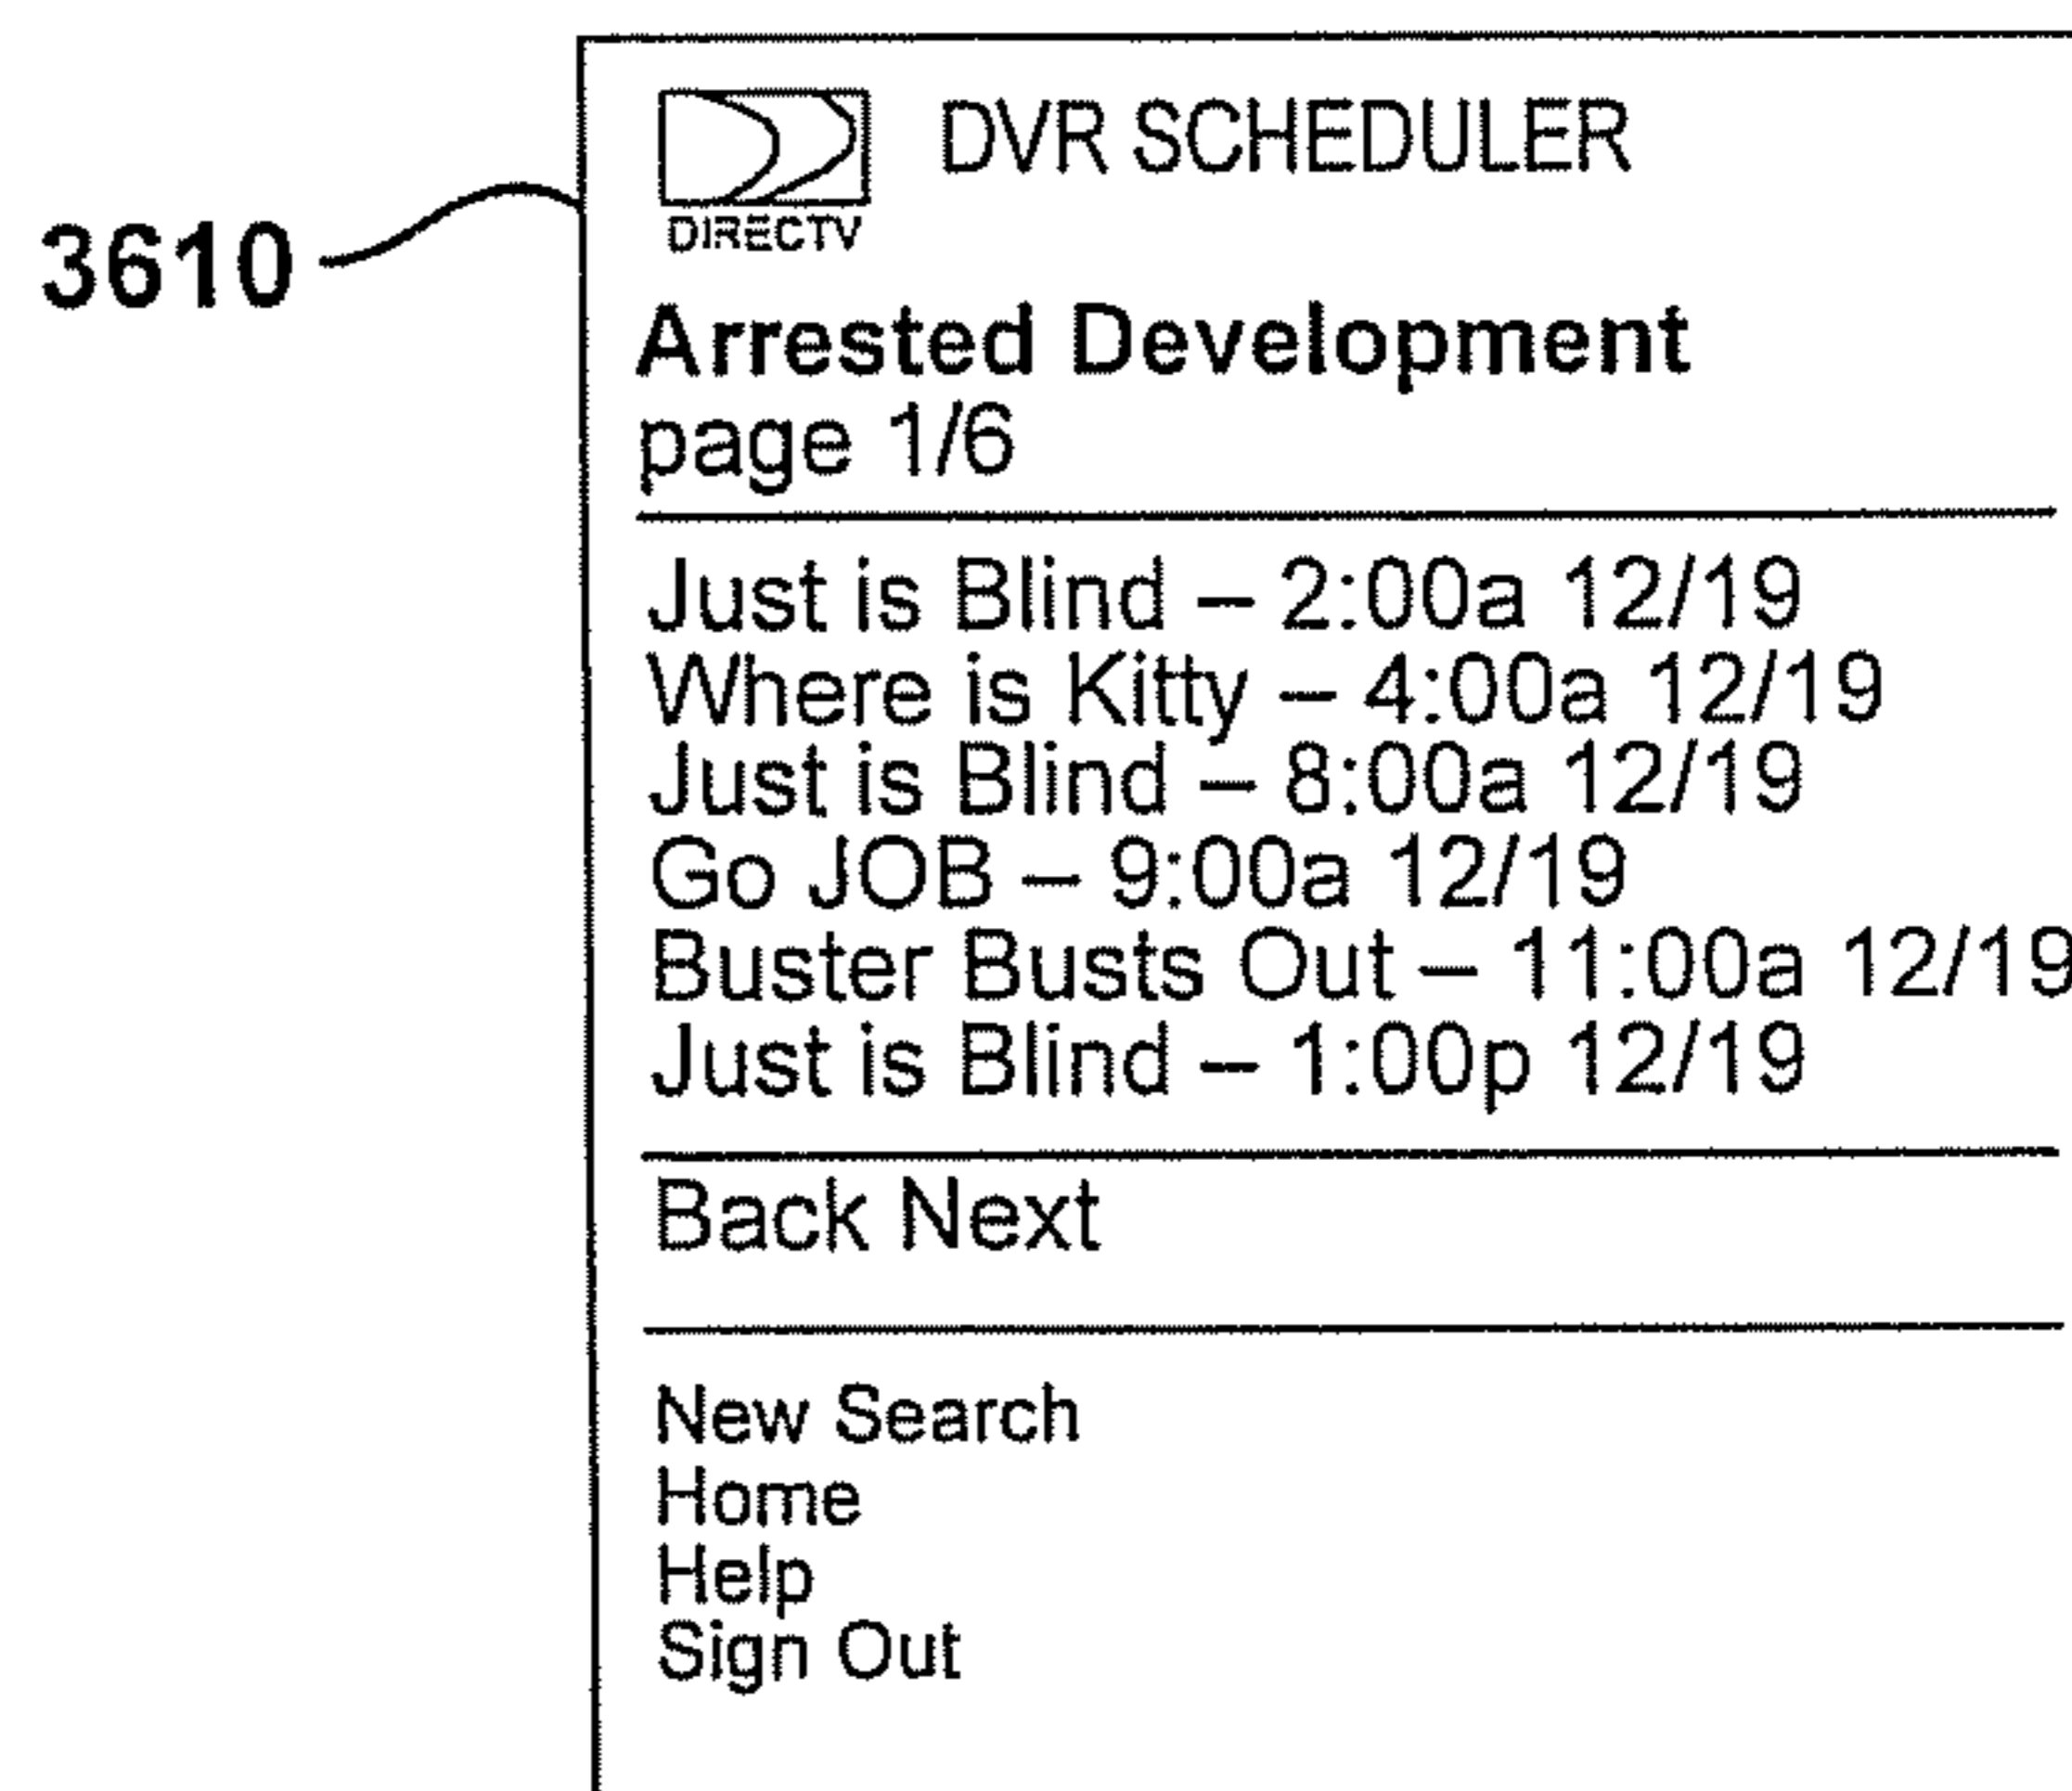 DVR SCHEDULER
DIRECTV
3610
Arrested Development
page 1/6
Just is Blind – 2:00a 12/19
Where is Kitty – 4:00a 12/19
Just is Blind – 8:00a 12/19
Go JOB – 9:00a 12/19
Buster Busts Out – 11:00a 12/19
Just is Blind – 1:00p 12/19
Back Next
New Search
Home
Help
Sign Out